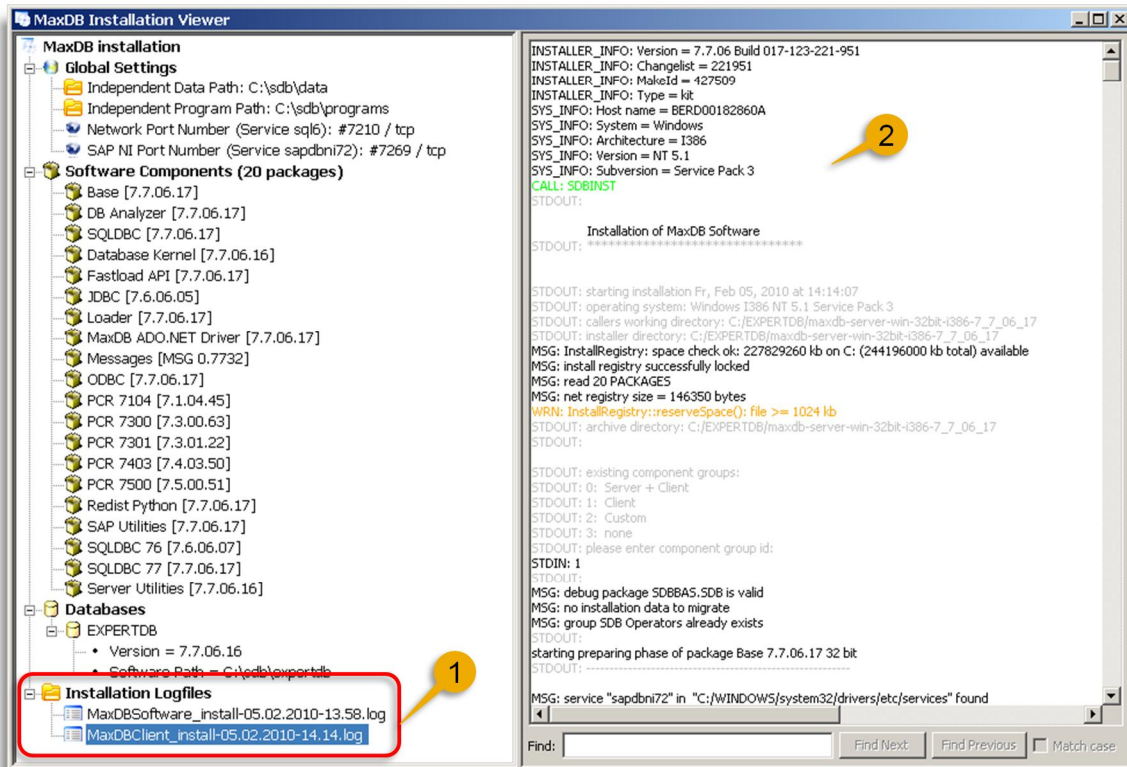 MaxDB Installation Viewer
MaxDB installation
Global Settings
Independent Data Path: C:\sdb\data
Independent Program Path: C:\sdb\programs
Network Port Number (Service sql6): #7210 / tcp
SAP NI Port Number (Service sapdbni72): #7269 / tcp
Software Components (20 packages)
Base [7.7.06.17]
DB Analyzer [7.7.06.17]
SQLDBC [7.7.06.17]
Database Kernel [7.7.06.16]
Fastload API [7.7.06.17]
JDBC [7.6.06.05]
Loader [7.7.06.17]
MaxDB ADO.NET Driver [7.7.06.17]
Messages [MSG 0.7732]
ODBC [7.7.06.17]
PCR 7104 [7.1.04.45]
PCR 7300 [7.3.00.63]
PCR 7301 [7.3.01.22]
PCR 7403 [7.4.03.50]
PCR 7500 [7.5.00.51]
Redist Python [7.7.06.17]
SAP Utilities [7.7.06.17]
SQLDBC 76 [7.6.06.07]
SQLDBC 77 [7.7.06.17]
Server Utilities [7.7.06.16]
Databases
EXPERTDB
• Version = 7.7.06.16
• Software Path = C:\sdb\expertdb
Installation Logfiles
MaxDBSoftware_install-05.02.2010-13.58.log
MaxDBClient_install-05.02.2010-14.14.log
1
INSTALLER_INFO: Version = 7.7.06 Build 017-123-221-951
INSTALLER_INFO: Changelist = 221951
INSTALLER_INFO: MakeId = 427509
INSTALLER_INFO: Type = kit
SYS_INFO: Host name = BERD00182860A
SYS_INFO: System = Windows
SYS_INFO: Architecture = I386
SYS_INFO: Version = NT 5.1
SYS_INFO: Subversion = Service Pack 3
2
CALL: SDBINST
STDOUT:
Installation of MaxDB Software
STDOUT: *******************************
STDOUT: starting installation Fr, Feb 05, 2010 at 14:14:07
STDOUT: operating system: Windows I386 NT 5.1 Service Pack 3
STDOUT: callers working directory: C:/EXPERTDB/maxdb-server-win-32bit-i386-7_7_06_17
STDOUT: installer directory: C:/EXPERTDB/maxdb-server-win-32bit-i386-7_7_06_17
MSG: InstallRegistry: space check ok: 227829260 kb on C: (244196000 kb total) available
MSG: install registry successfully locked
MSG: read 20 PACKAGES
MSG: net registry size = 146350 bytes
WRN: InstallRegistry::reserveSpace(): file >= 1024 kb
STDOUT: archive directory: C:/EXPERTDB/maxdb-server-win-32bit-i386-7_7_06_17
STDOUT:
STDOUT: existing component groups:
STDOUT: 0: Server + Client
STDOUT: 1: Client
STDOUT: 2: Custom
STDOUT: 3: none
STDOUT: please enter component group id:
STDIN: 1
STDOUT:
MSG: debug package SDBBAS.SDB is valid
MSG: no installation data to migrate
MSG: group SDB Operators already exists
STDOUT:
starting preparing phase of package Base 7.7.06.17 32 bit
STDOUT: -----------------------------------------------------
MSG: service "sapdbni72" in "C:/WINDOWS/system32/drivers/etc/services" found
Find:
Find Next
Find Previous
Match case